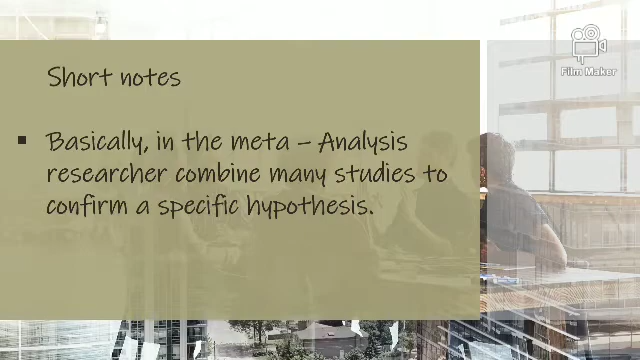 Short notes
Basically, in the meta – Analysis
researcher combine many studies to
confirm a specific hypothesis.
Film Maker